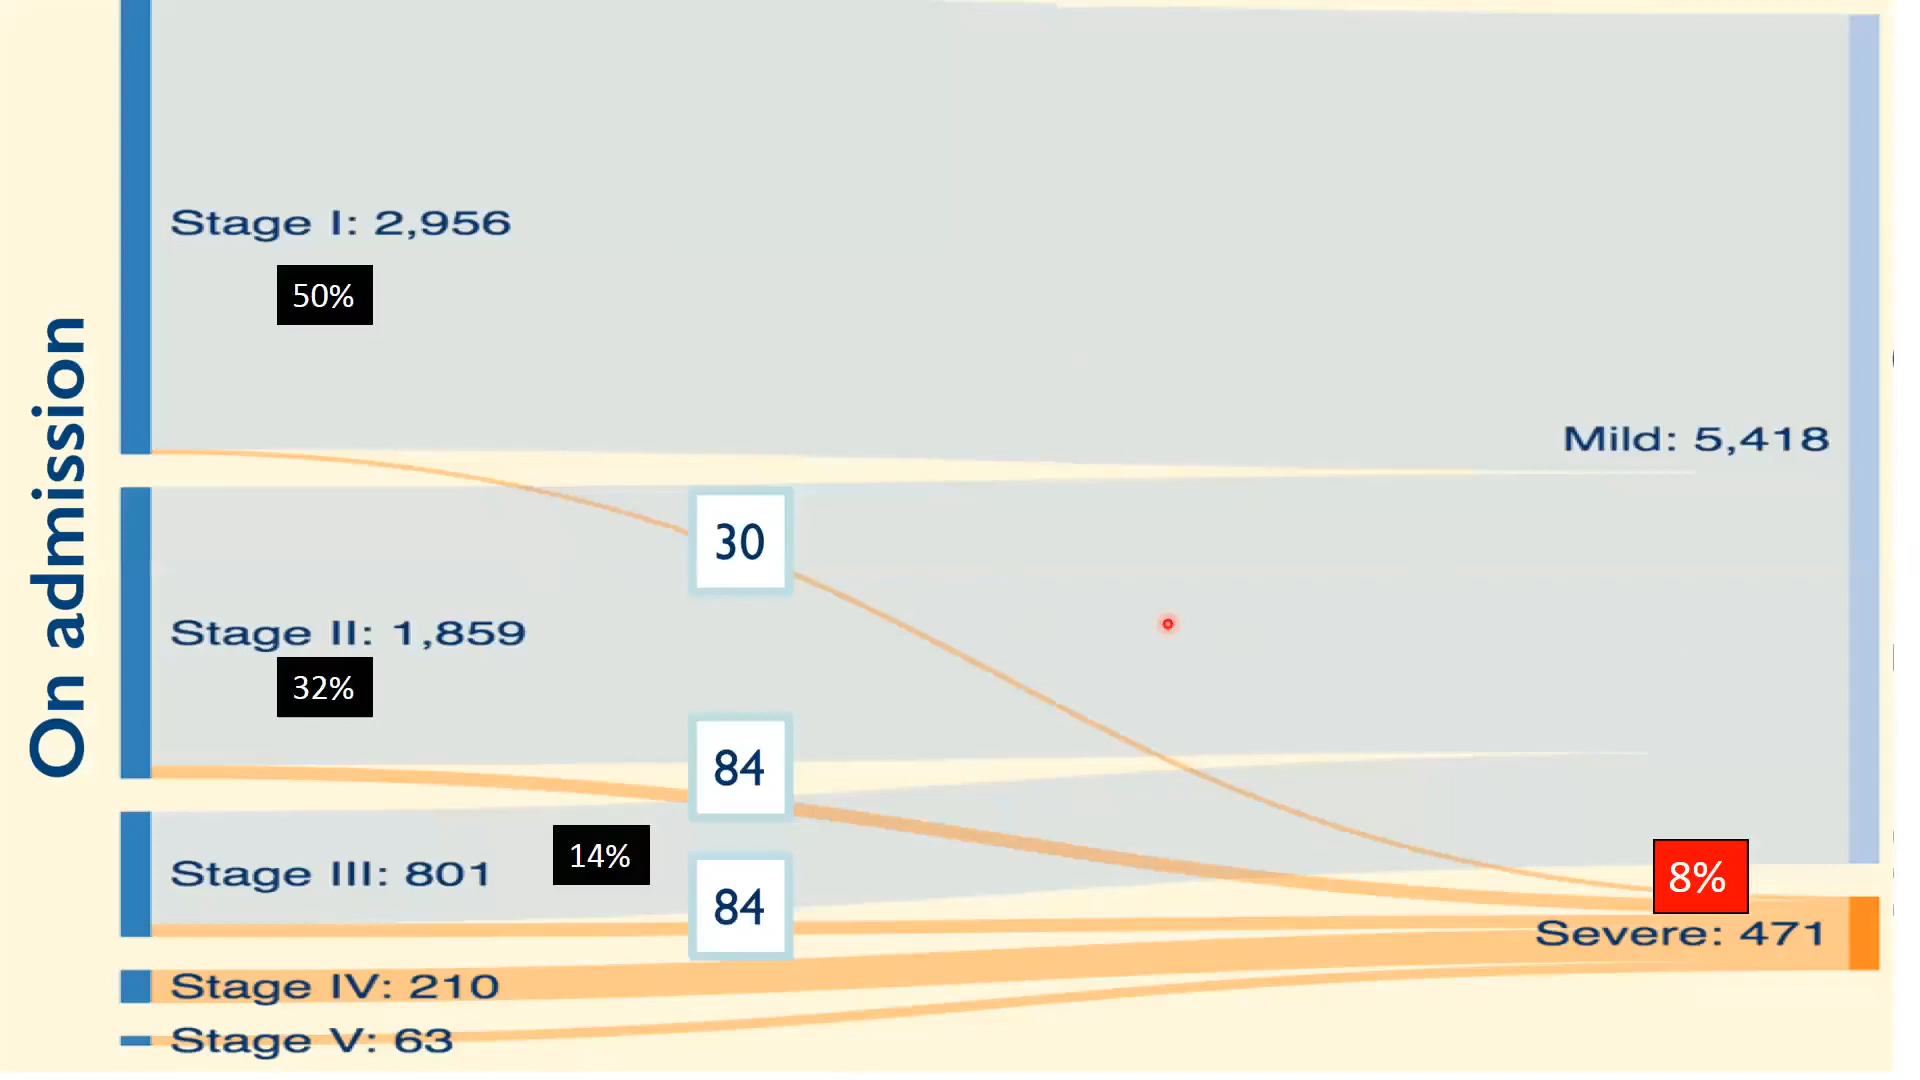 On admission
Stage I: 2,956
50%
Mild: 5,418
30
Stage II: 1,859
32%
84
14%
Stage III: 801
84
8%
Severe: 471
Stage IV: 210
Stage V: 63